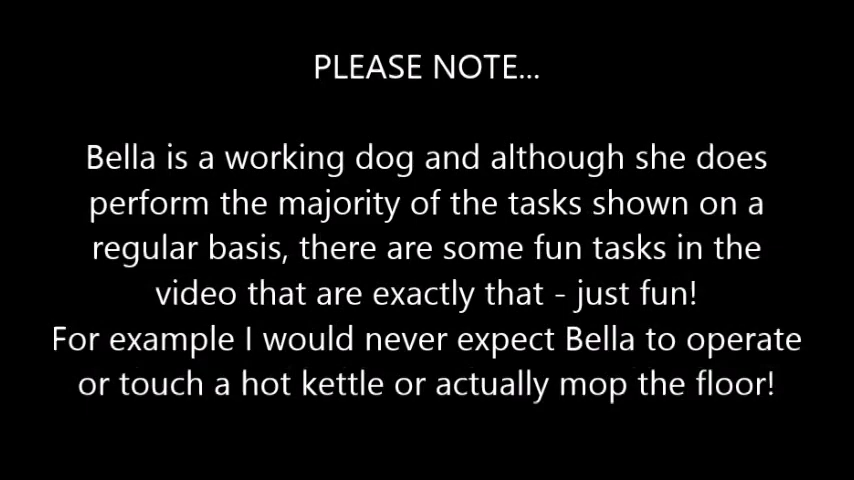 PLEASE NOTE...
Bella is a working dog and although she does
perform the majority of the tasks shown on a
regular basis, there are some fun tasks in the
video that are exactly that - just fun!
For example I would never expect Bella to operate
or touch a hot kettle or actually mop the floor!